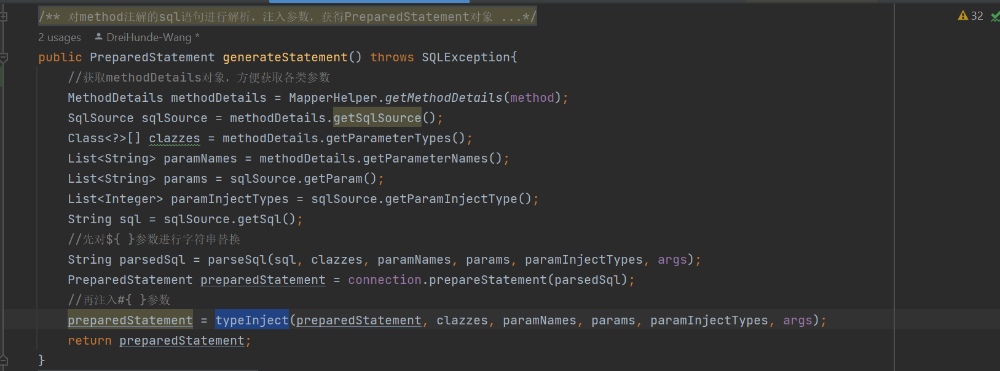 /** 对method注解的sql语句进行解析，注入参数，获得PreparedStatement对象 ...*/
32
2 usages DreiHunde-Wang *
public PreparedStatement generateStatement() throws SQLException{
//获取methodDetails对象，方便获取各类参数
MethodDetails methodDetails = MapperHelper.getMethodDetails(method);
SqlSource sqlSource = methodDetails.getSqlSource();
Class<?>[] clazzes = methodDetails.getParameterTypes();
List<String> paramNames = methodDetails.getParameterNames();
List<String> params = sqlSource.getParam();
List<Integer> paramInjectTypes = sqlSource.getParamInjectType();
String sql = sqlSource.getSql();
//先对${ }参数进行字符串替换
String parsedSql = parseSql(sql, clazzes, paramNames, params, paramInjectTypes, args);
PreparedStatement preparedStatement = connection.prepareStatement(parsedSql);
//再注入#{ }参数
preparedStatement = typeInject(preparedStatement, clazzes, paramNames, params, paramInjectTypes, args);
return preparedStatement;
}